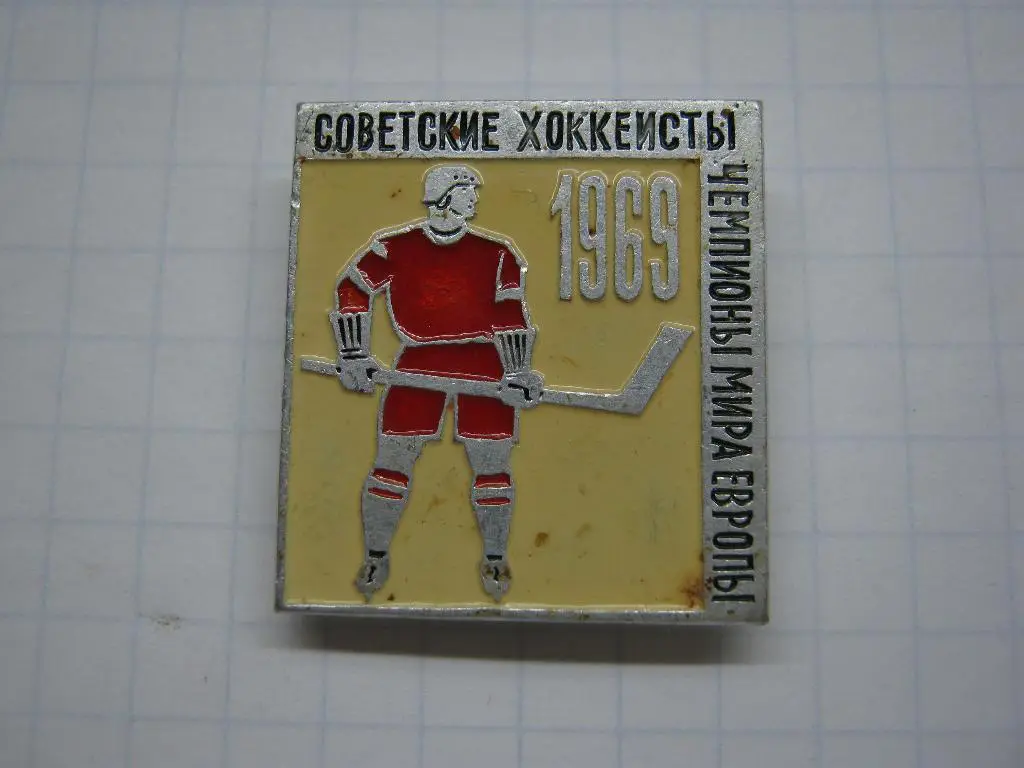 СОВЕТСКИЕ ХОККЕИСТЫ
1969
ЧЕМПИОНЫ МИРА ЕВРОПЫ